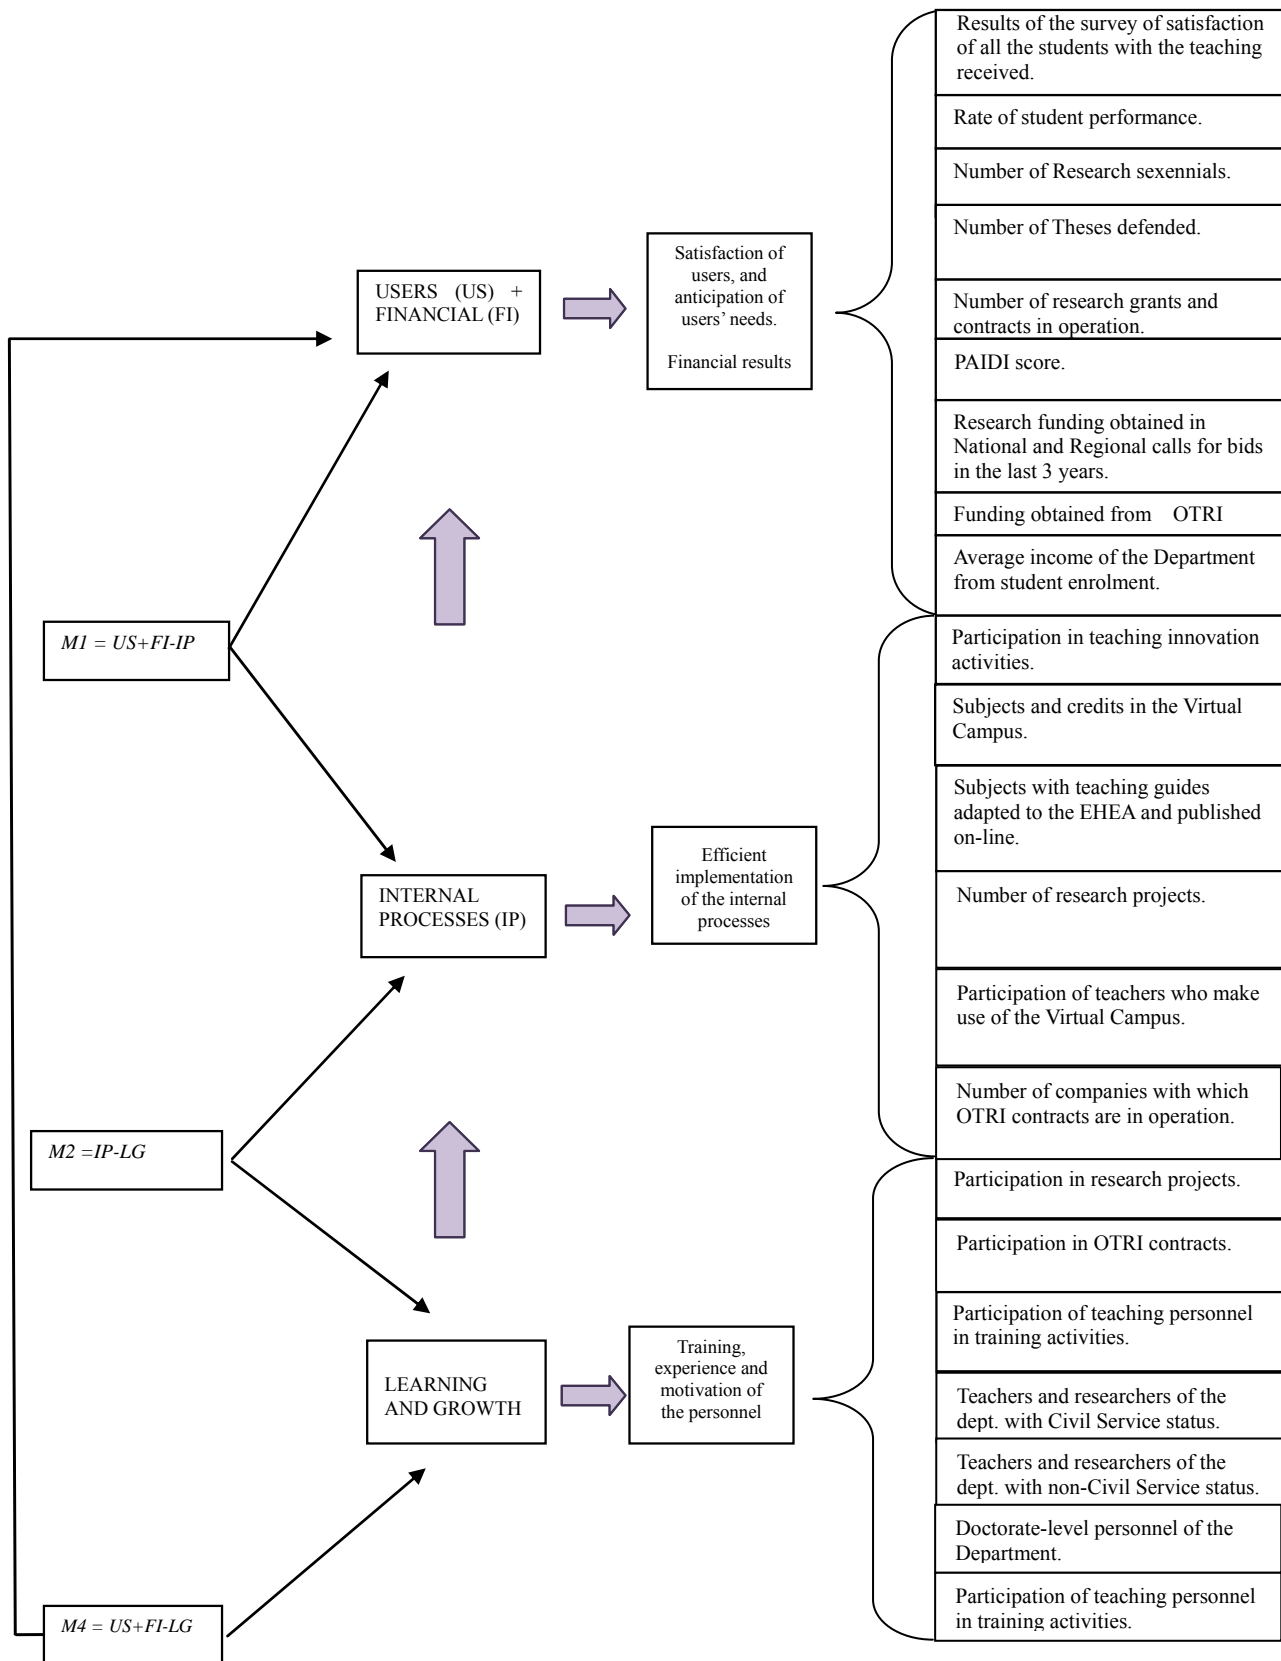 Results of the survey of satisfaction
of all the students with the teaching
received.
Rate of student performance.
Number of Research sexennials.
Number of Theses defended.
Number of research grants and
contracts in operation.
PAIDI score.
Research funding obtained in
National and Regional calls for bids
in the last 3 years.
Funding obtained from OTRI
Average income of the Department
from student enrolment.
USERS (US) +
FINANCIAL (FI)
Satisfaction of
users, and
anticipation of
users’ needs.
Financial results
M1 = US+FI-IP
Participation in teaching innovation
activities.
Subjects and credits in the Virtual
Campus.
Subjects with teaching guides
adapted to the EHEA and published
on-line.
Number of research projects.
Participation of teachers who make
use of the Virtual Campus.
Number of companies with which
OTRI contracts are in operation.
INTERNAL
PROCESSES (IP)
Efficient
implementation
of the internal
processes
M2 =IP-LG
Participation in research projects.
Participation in OTRI contracts.
Participation of teaching personnel
in training activities.
Teachers and researchers of the
dept. with Civil Service status.
Teachers and researchers of the
dept. with non-Civil Service status.
Doctorate-level personnel of the
Department.
Participation of teaching personnel
in training activities.
LEARNING
AND GROWTH
Training,
experience and
motivation of
the personnel
M4 = US+FI-LG